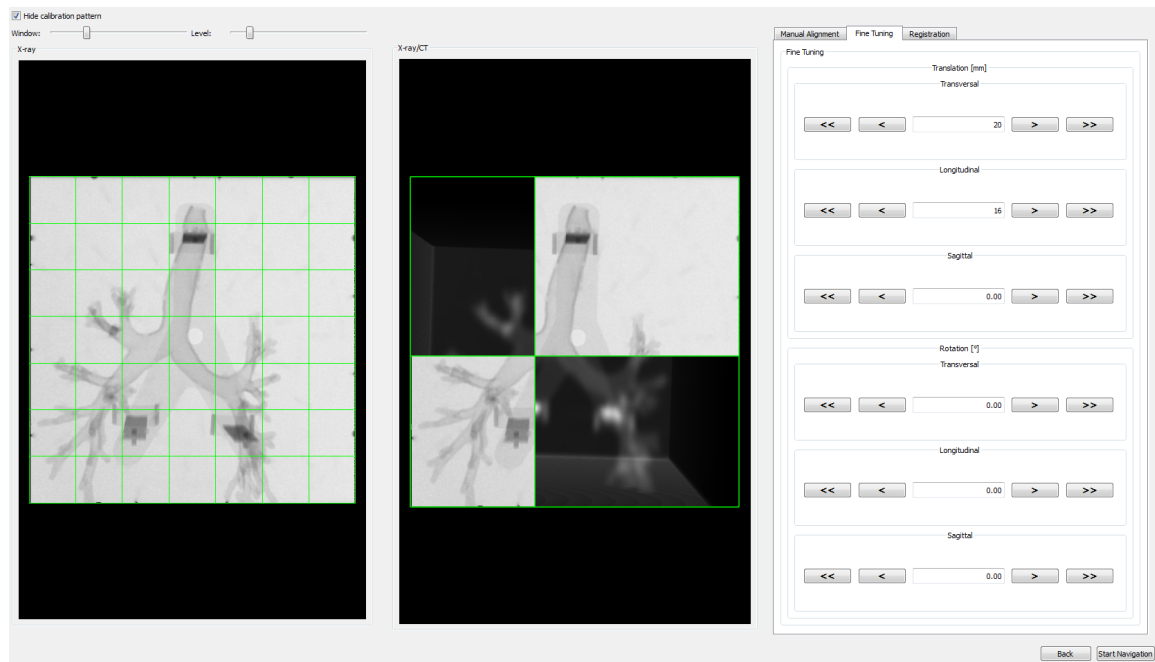 Hide calibration pattern
Window: Level:
X-ray
X-ray/CT
Manual Alignment Fine Tuning Registration
Fine Tuning
Translation [mm]
Transversal
<< < 20 > >>
Longitudinal
<< < 16 > >>
Sagittal
<< < 0.00 > >>
Rotation [°]
Transversal
<< < 0.00 > >>
Longitudinal
<< < 0.00 > >>
Sagittal
<< < 0.00 > >>
Back Start Navigation